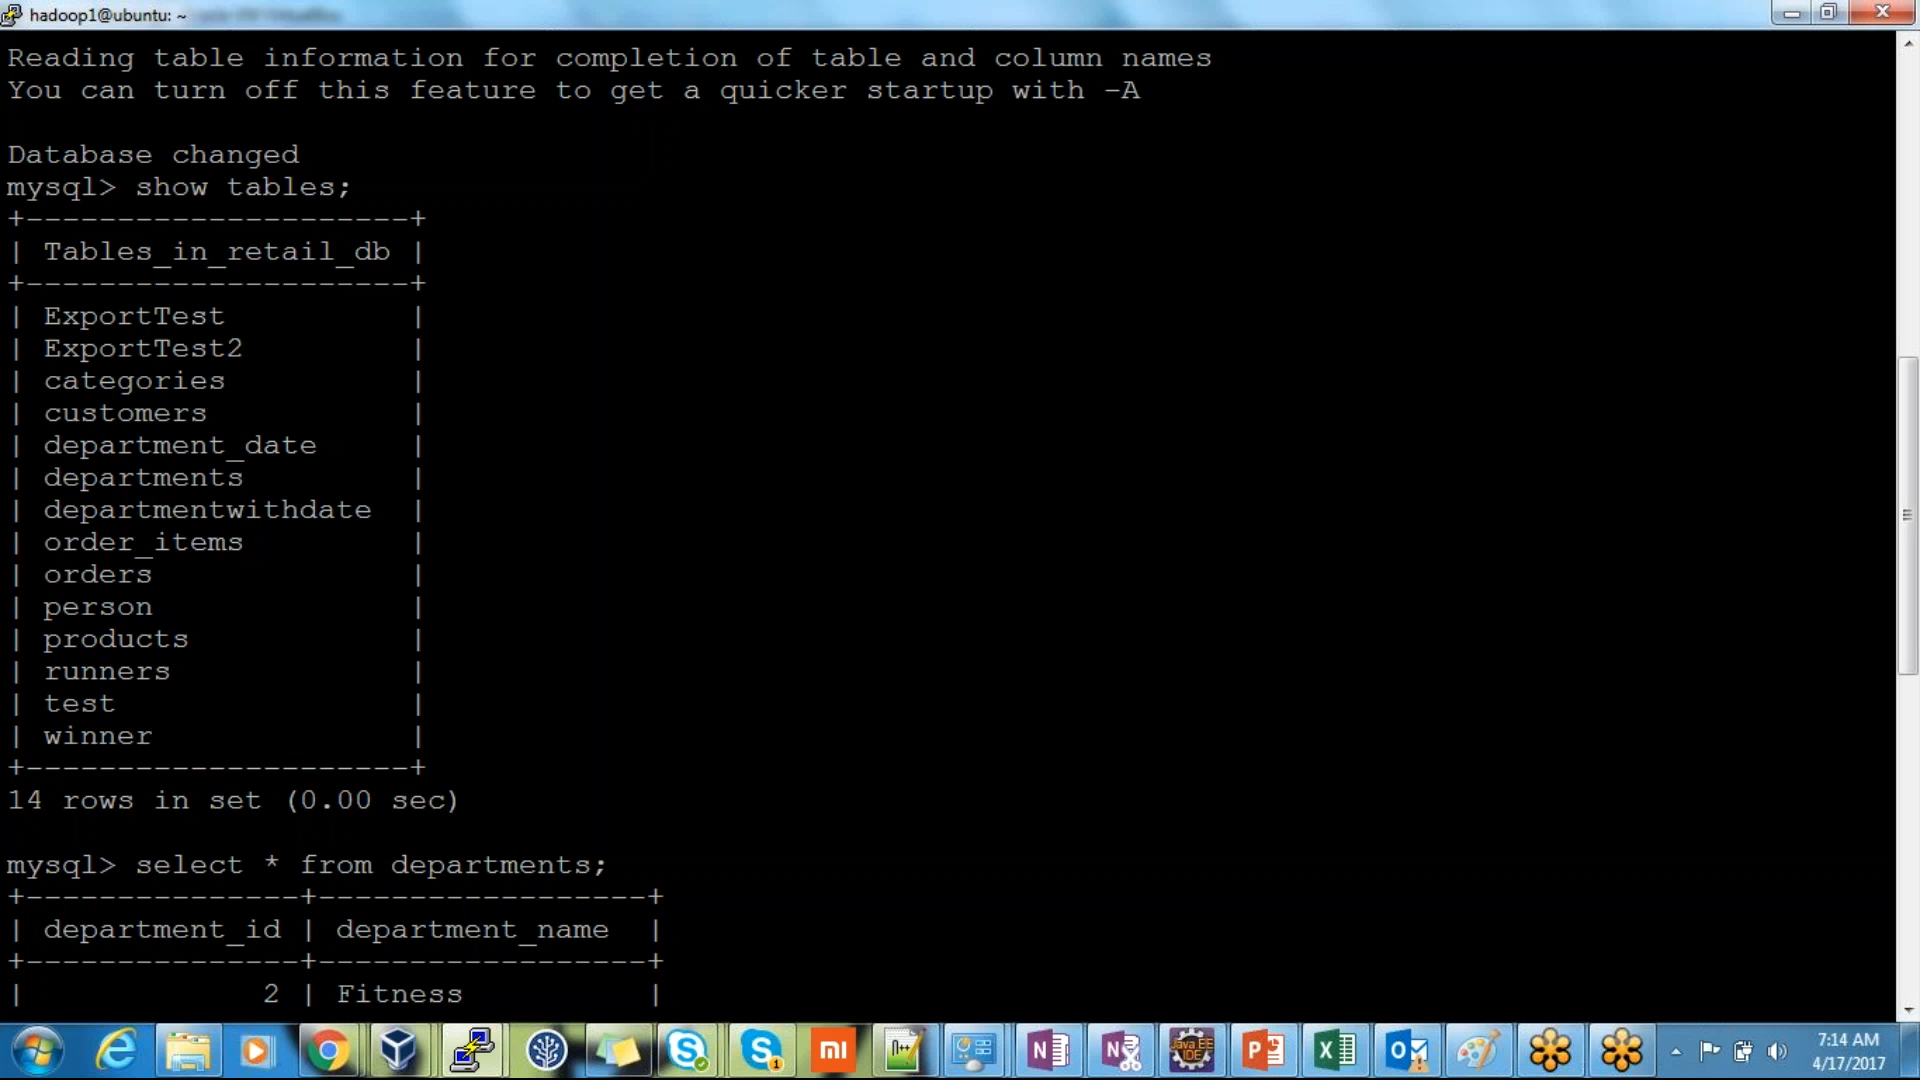 hadoop1@ubuntu: ~
Reading table information for completion of table and column names
You can turn off this feature to get a quicker startup with -A
Database changed
mysql> show tables;
+---------------------+
| Tables_in_retail_db |
+---------------------+
| ExportTest          |
| ExportTest2         |
| categories          |
| customers           |
| department_date     |
| departments         |
| departmentwithdate  |
| order_items         |
| orders              |
| person              |
| products            |
| runners             |
| test                |
| winner              |
+---------------------+
14 rows in set (0.00 sec)
mysql> select * from departments;
+---------------+------------------+
| department_id | department_name  |
+---------------+------------------+
|             2 | Fitness          |
7:14 AM
4/17/2017